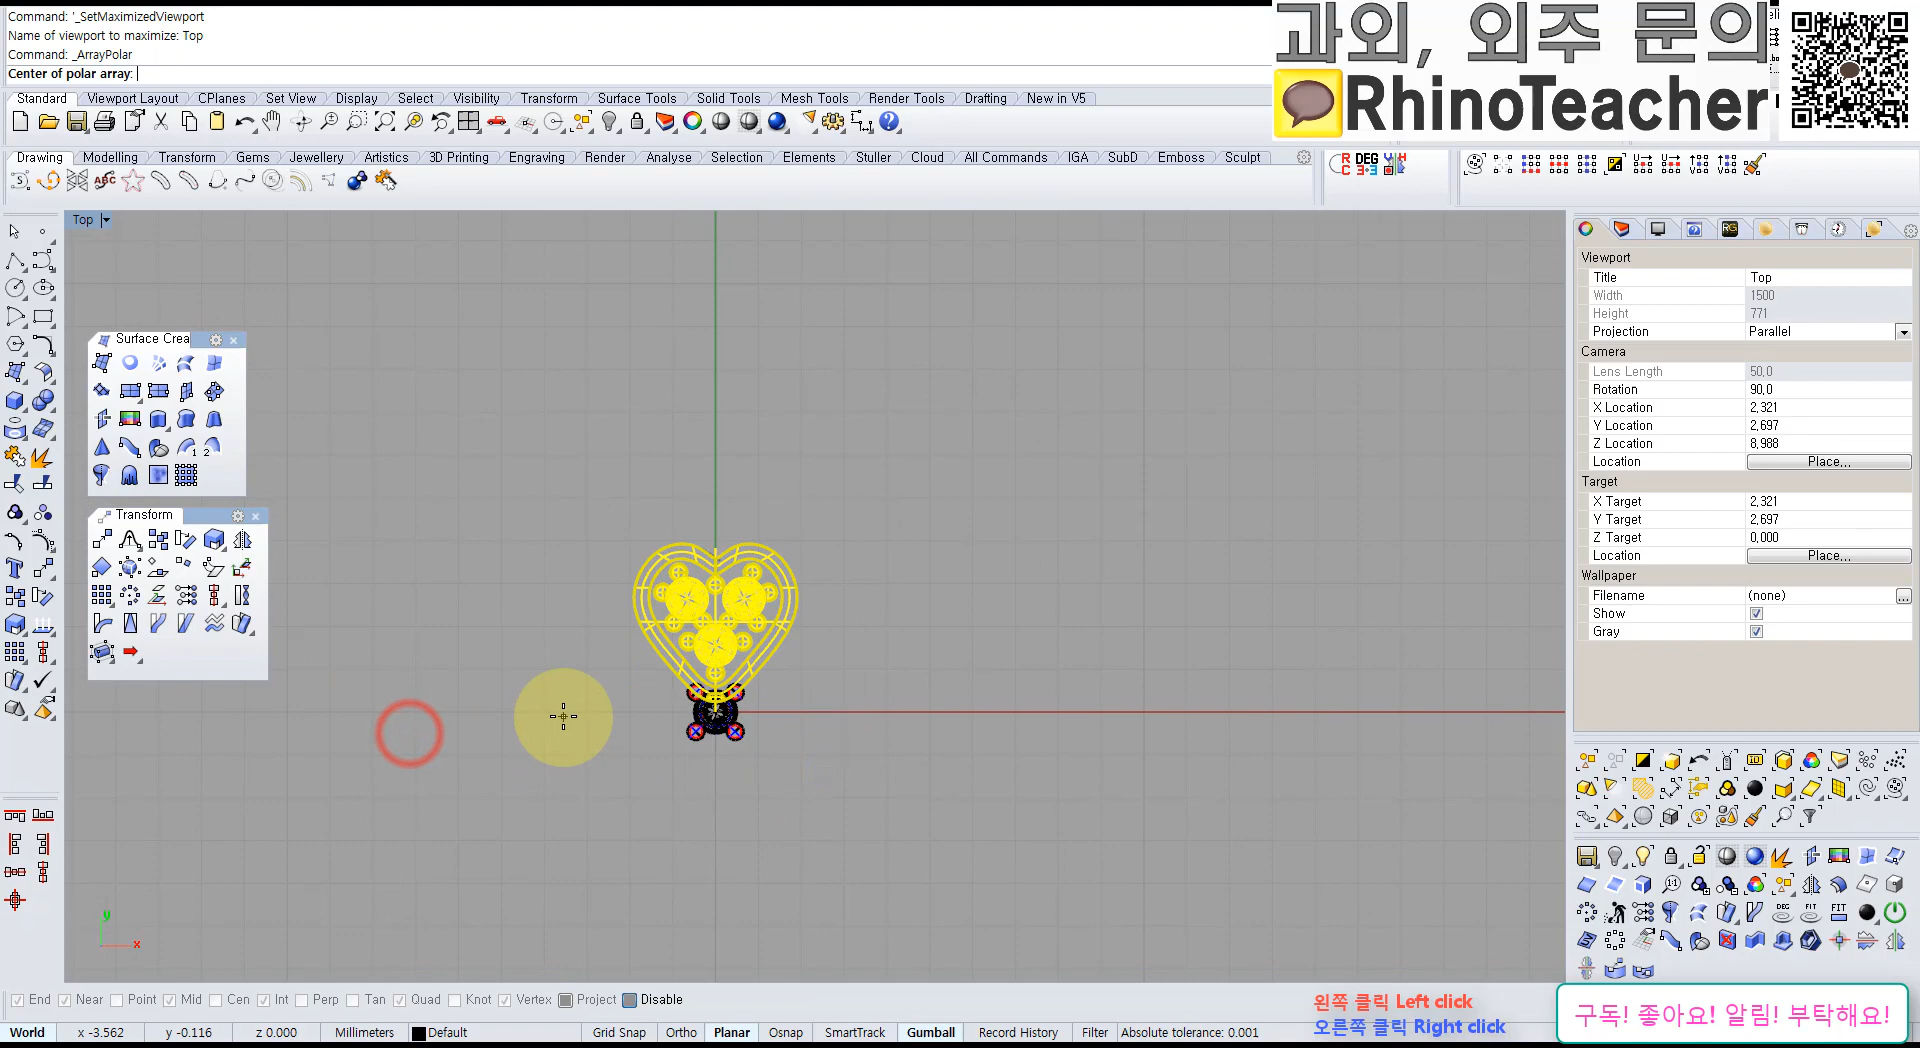 Command: '_SetMaximizedViewport
Name of viewport to maximize: Top
Command: _ArrayPolar
Center of polar array:
과외, 외주 문의
RhinoTeacher
Standard Viewport Layout CPlanes Set View Display Select Visibility Transform Surface Tools Solid Tools Mesh Tools Render Tools Drafting New in V5
Drawing Modelling Transform Gems Jewellery Artistics 3D Printing Engraving Render Analyse Selection Elements Stuller Cloud All Commands IGA SubD Emboss Sculpt
Top
Surface Crea
Transform
Viewport
Title Top
Width 1500
Height 771
Projection Parallel
Camera
Lens Length 50,0
Rotation 90,0
X Location 2,321
Y Location 2,697
Z Location 8,988
Location Place...
Target
X Target 2,321
Y Target 2,697
Z Target 0,000
Location Place...
Wallpaper
Filename (none)
Show
Gray
y
x
End Near Point Mid Cen Int Perp Tan Quad Knot Vertex Project Disable
왼쪽 클릭 Left click
오른쪽 클릭 Right click
구독! 좋아요! 알림! 부탁해요!
World x -3.562 y -0.116 z 0.000 Millimeters Default Grid Snap Ortho Planar Osnap SmartTrack Gumball Record History Filter Absolute tolerance: 0.001